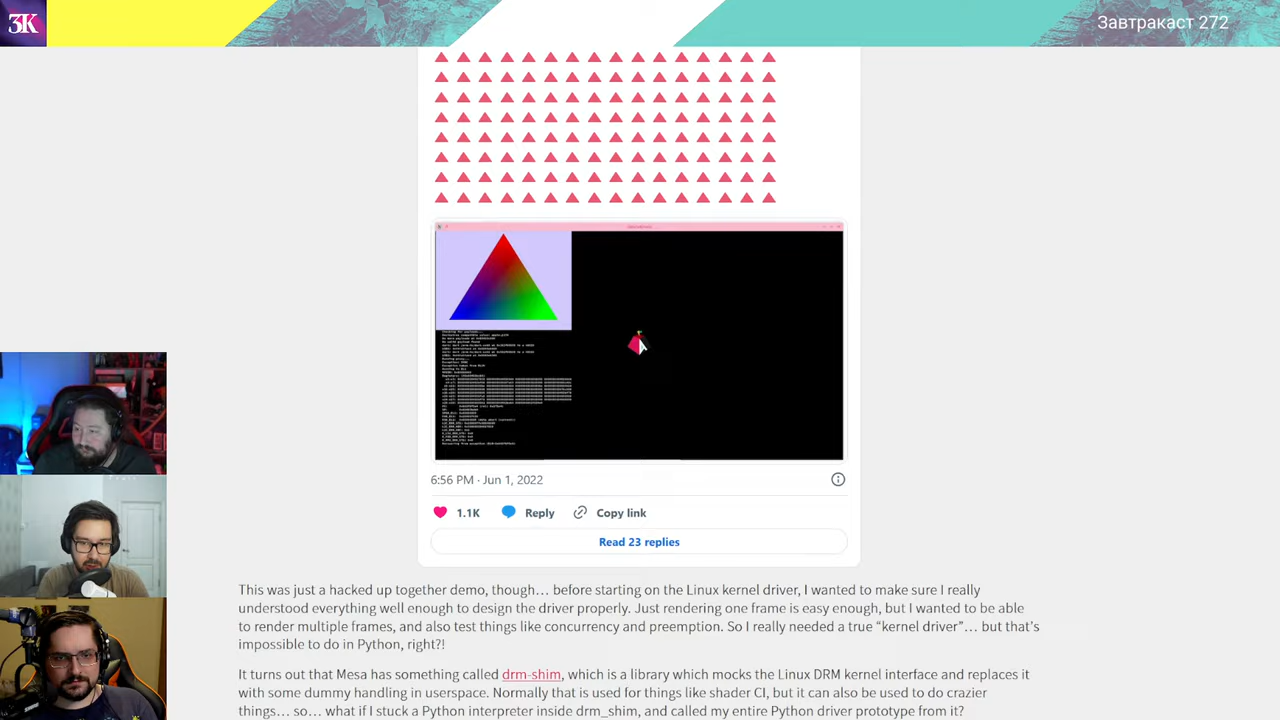 3K
Завтракаст 272
6:56 PM · Jun 1, 2022
1.1K Reply Copy link
Read 23 replies
This was just a hacked up together demo, though… before starting on the Linux kernel driver, I wanted to make sure I really
understood everything well enough to design the driver properly. Just rendering one frame is easy enough, but I wanted to be able
to render multiple frames, and also test things like concurrency and preemption. So I really needed a true “kernel driver”… but that’s
impossible to do in Python, right?!
It turns out that Mesa has something called drm-shim, which is a library which mocks the Linux DRM kernel interface and replaces it
with some dummy handling in userspace. Normally that is used for things like shader CI, but it can also be used to do crazier
things… so… what if I stuck a Python interpreter inside drm_shim, and called my entire Python driver prototype from it?